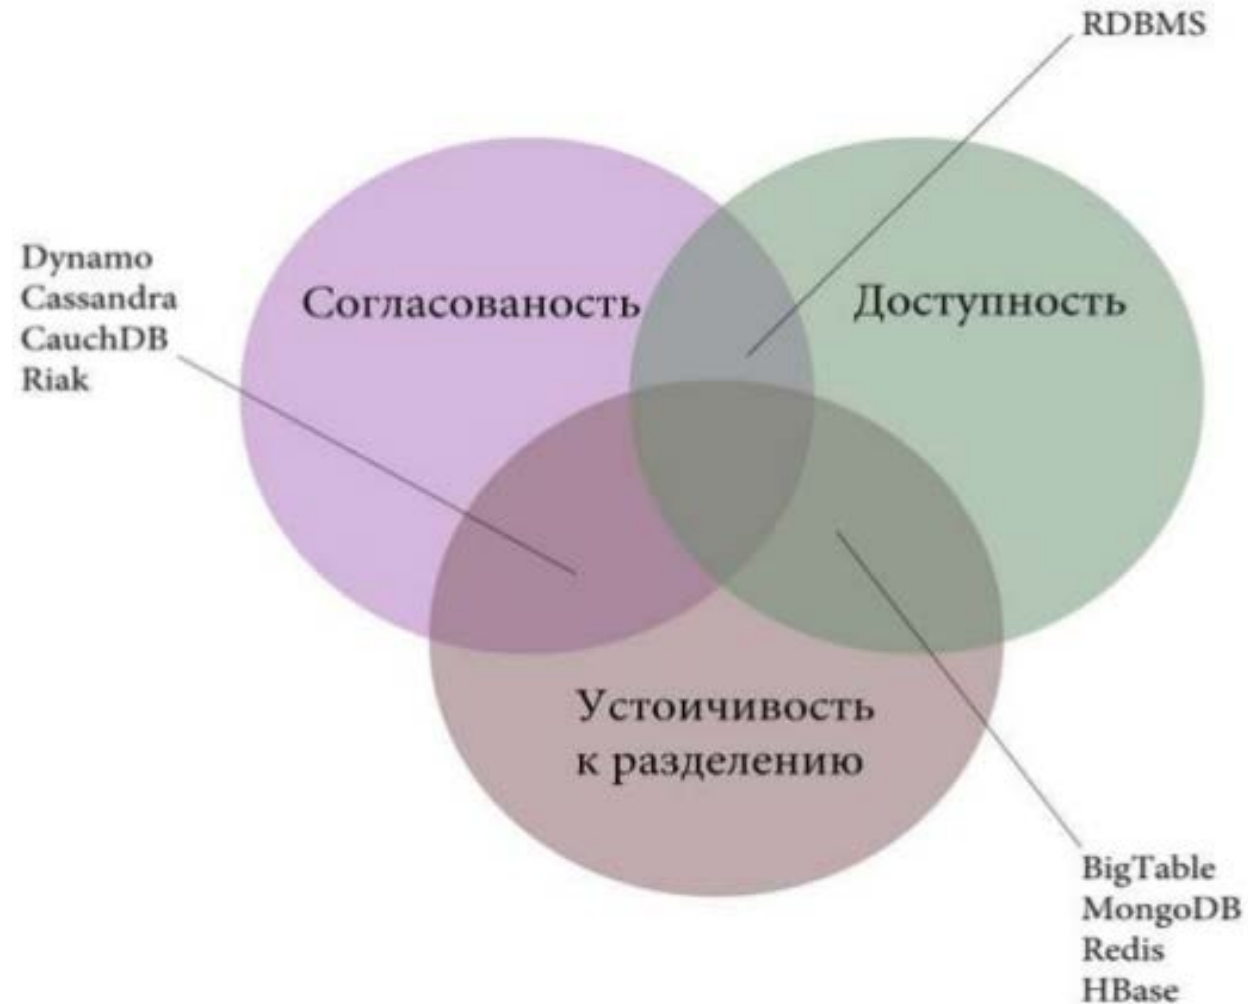 RDBMS
Dynamo
Cassandra
CauchDB
Riak
Согласованость
Доступность
Устоичивость
к разделению
BigTable
MongoDB
Redis
HBase